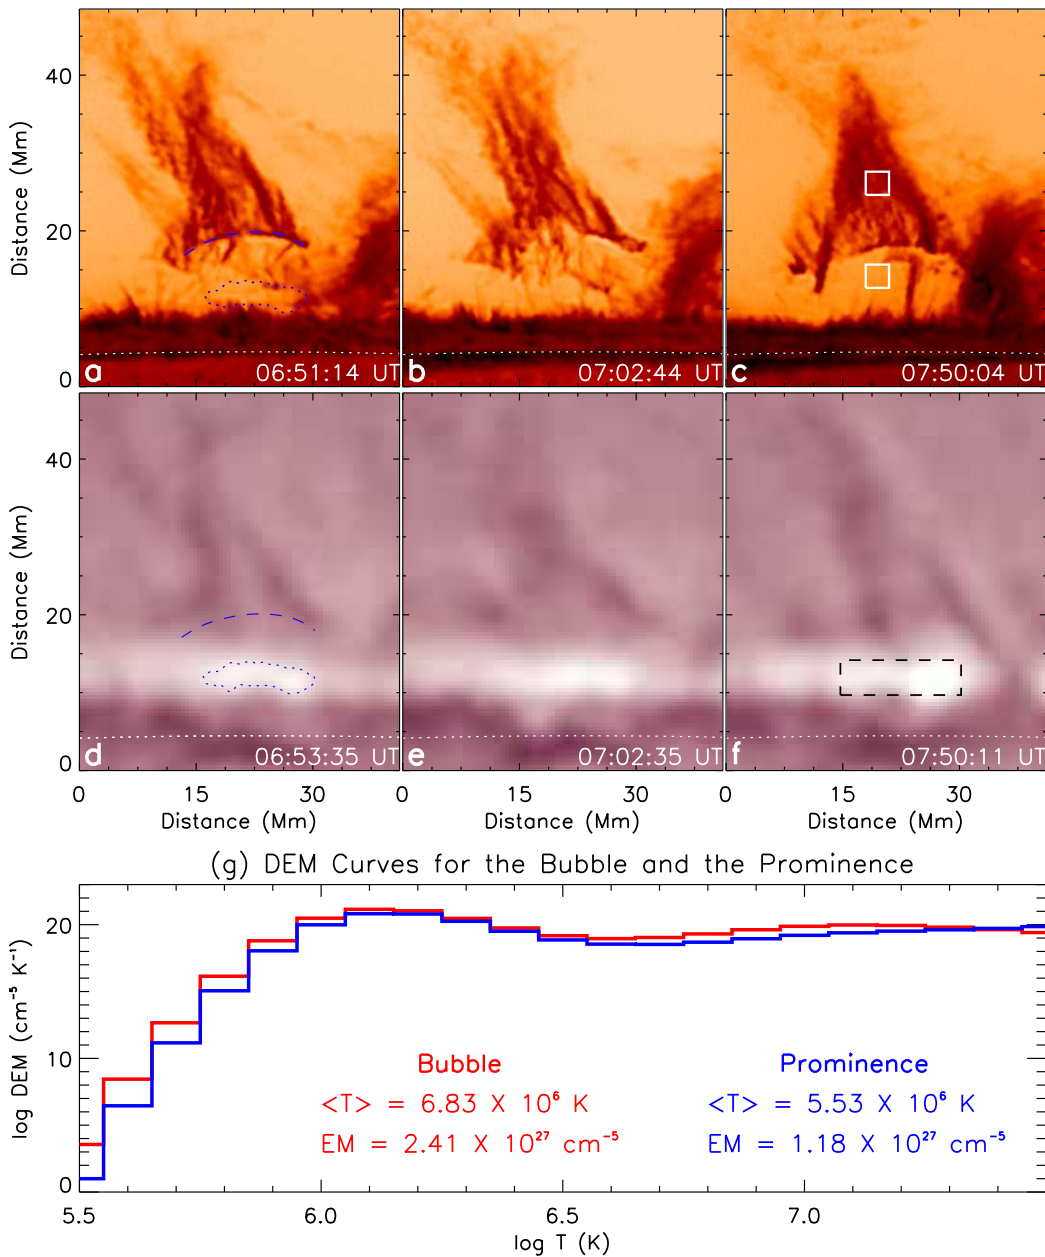 40
30
20
10
0
Distance (Mm)
a
06:51:14 UT
b
07:02:44 UT
c
07:50:04 UT
40
20
0
Distance (Mm)
d
06:53:35 UT
e
07:02:35 UT
f
07:50:11 UT
0 15 30 0 15 30 0 15 30
Distance (Mm) Distance (Mm) Distance (Mm)
(g) DEM Curves for the Bubble and the Prominence
20
10
0
log DEM (cm⁻⁵ K⁻¹)
Bubble
<T> = 6.83 X 10⁶ K
EM = 2.41 X 10²⁷ cm⁻⁵
Prominence
<T> = 5.53 X 10⁶ K
EM = 1.18 X 10²⁷ cm⁻⁵
5.5 6.0 6.5 7.0
log T (K)